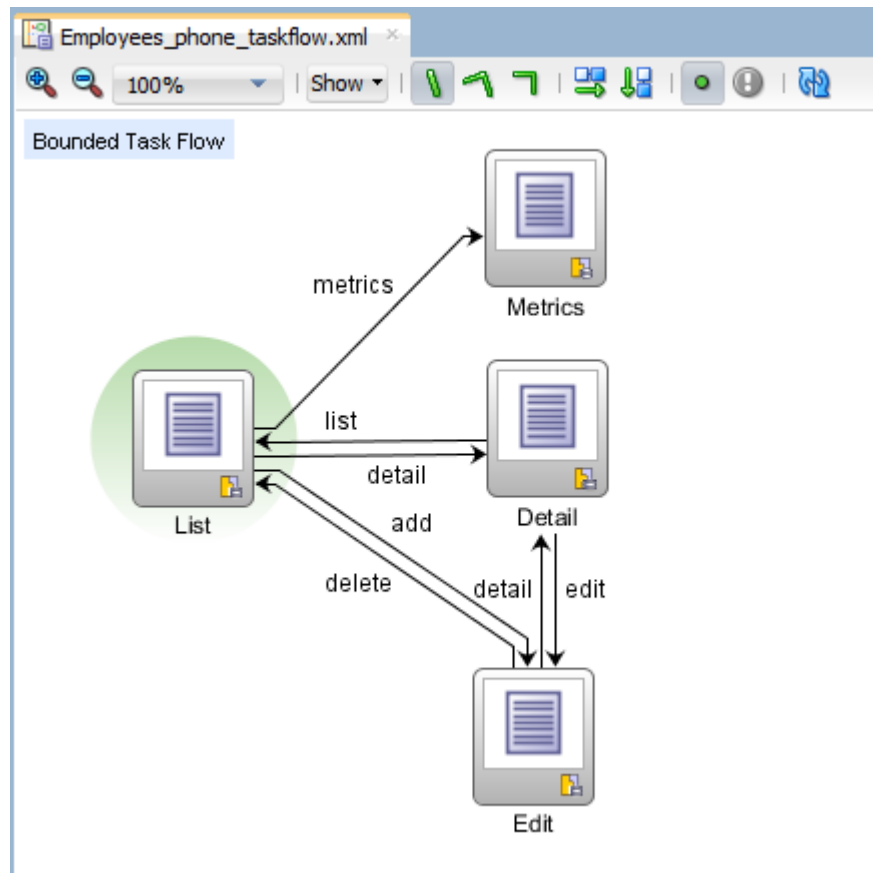 Employees_phone_taskflow.xml
100%
Show
Bounded Task Flow
metrics
Metrics
list
detail
List
Detail
add
delete
detail
edit
Edit